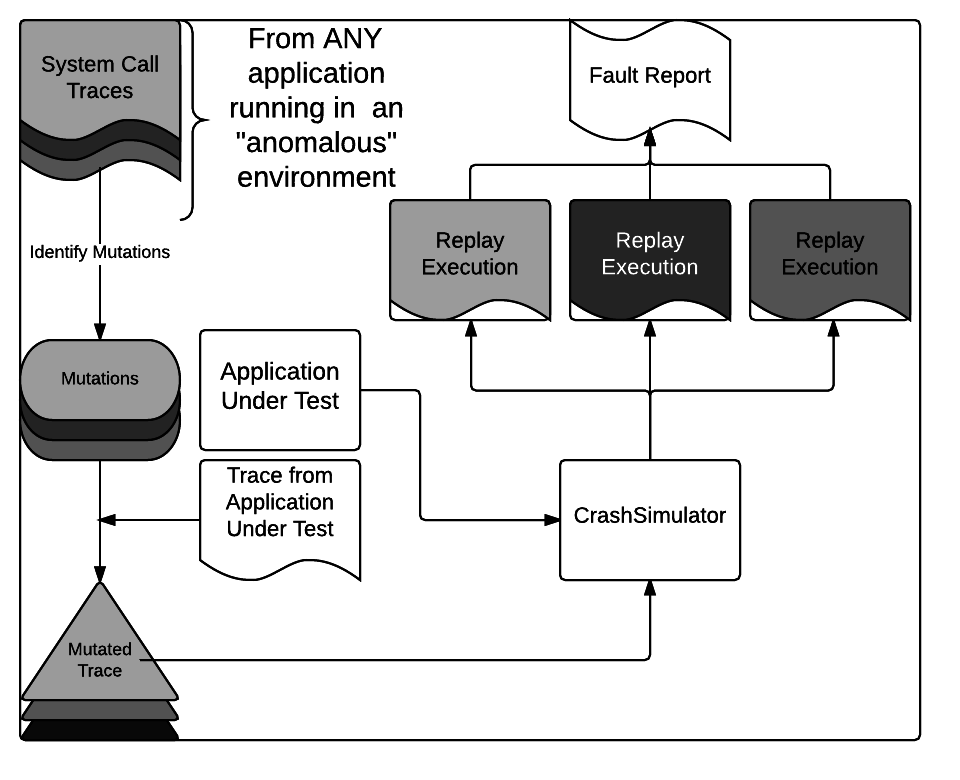 System Call
Traces
From ANY
application
running in an
"anomalous"
environment
Fault Report
Identify Mutations
Replay
Execution
Replay
Execution
Replay
Execution
Mutations
Application
Under Test
Trace from
Application
Under Test
CrashSimulator
Mutated
Trace